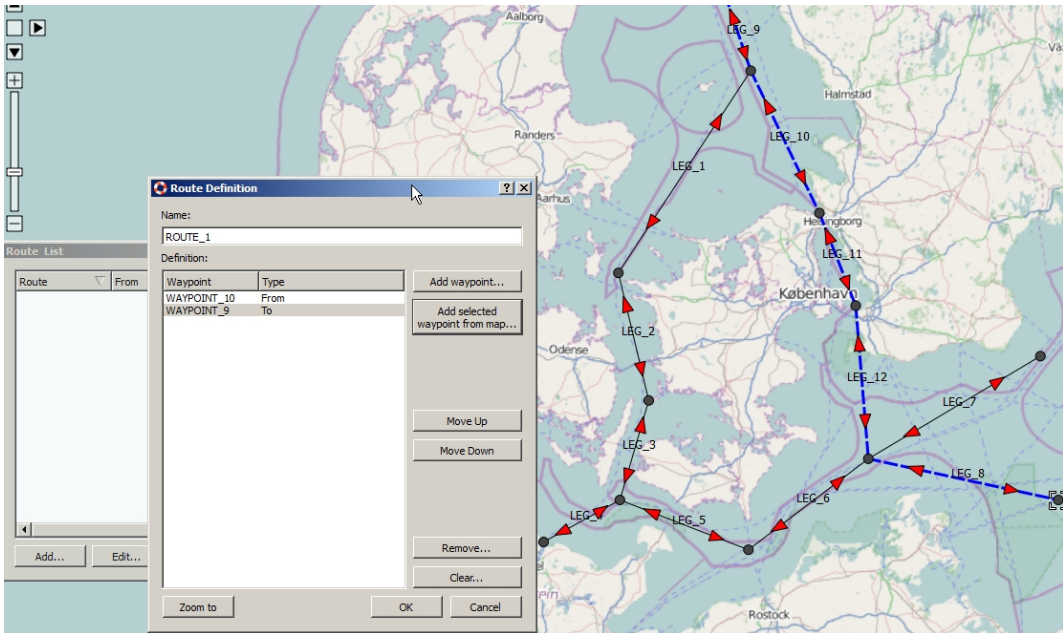 Aalborg
LEG_9
Halmstad
Randers
LEG_10
LEG_1
Route Definition
Aarhus
Name:
ROUTE_1
Helsingborg
Route List
Definition:
LEG_11
Route From
Waypoint Type
Add waypoint...
København
WAYPOINT_10 From
WAYPOINT_9 To
Add selected
waypoint from map...
LEG_2
Odense
LEG_12
LEG_7
Move Up
Move Down
LEG_3
LEG_8
LEG_6
LEG_5
Add...
Edit...
Remove...
Clear...
Zoom to
OK
Cancel
Rostock